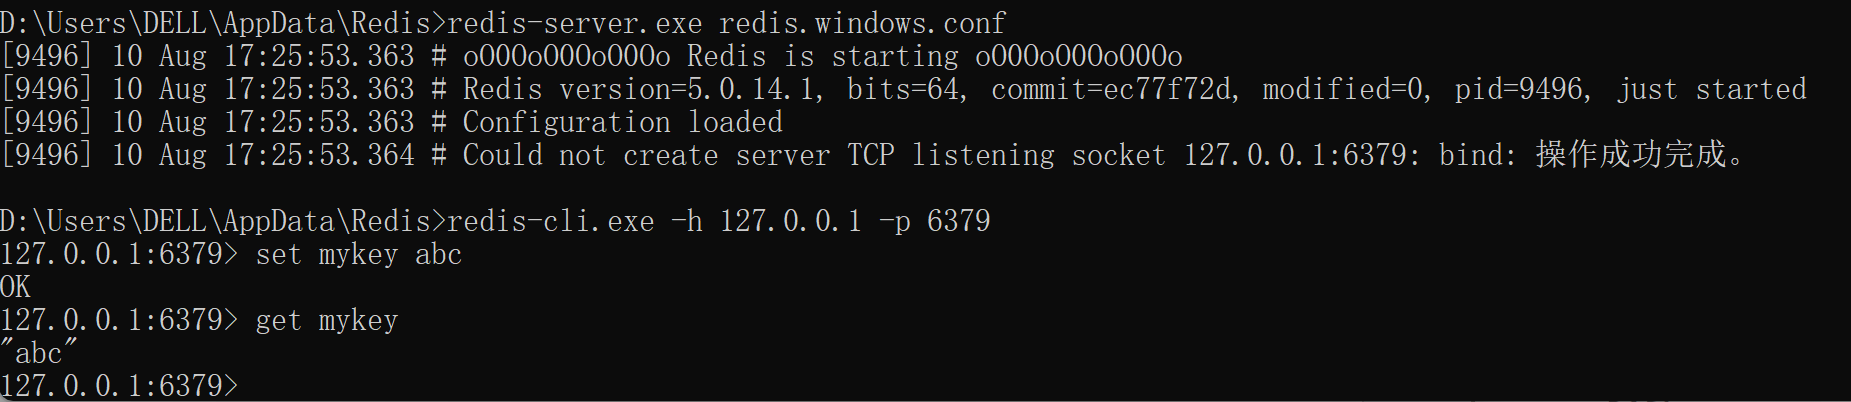 D:\Users\DELL\AppData\Redis>redis-server.exe redis.windows.conf
[9496] 10 Aug 17:25:53.363 # oO0OoO0OoO0Oo Redis is starting oO0OoO0OoO0Oo
[9496] 10 Aug 17:25:53.363 # Redis version=5.0.14.1, bits=64, commit=ec77f72d, modified=0, pid=9496, just started
[9496] 10 Aug 17:25:53.363 # Configuration loaded
[9496] 10 Aug 17:25:53.364 # Could not create server TCP listening socket 127.0.0.1:6379: bind: 操作成功完成。
D:\Users\DELL\AppData\Redis>redis-cli.exe -h 127.0.0.1 -p 6379
127.0.0.1:6379> set mykey abc
OK
127.0.0.1:6379> get mykey
"abc"
127.0.0.1:6379>